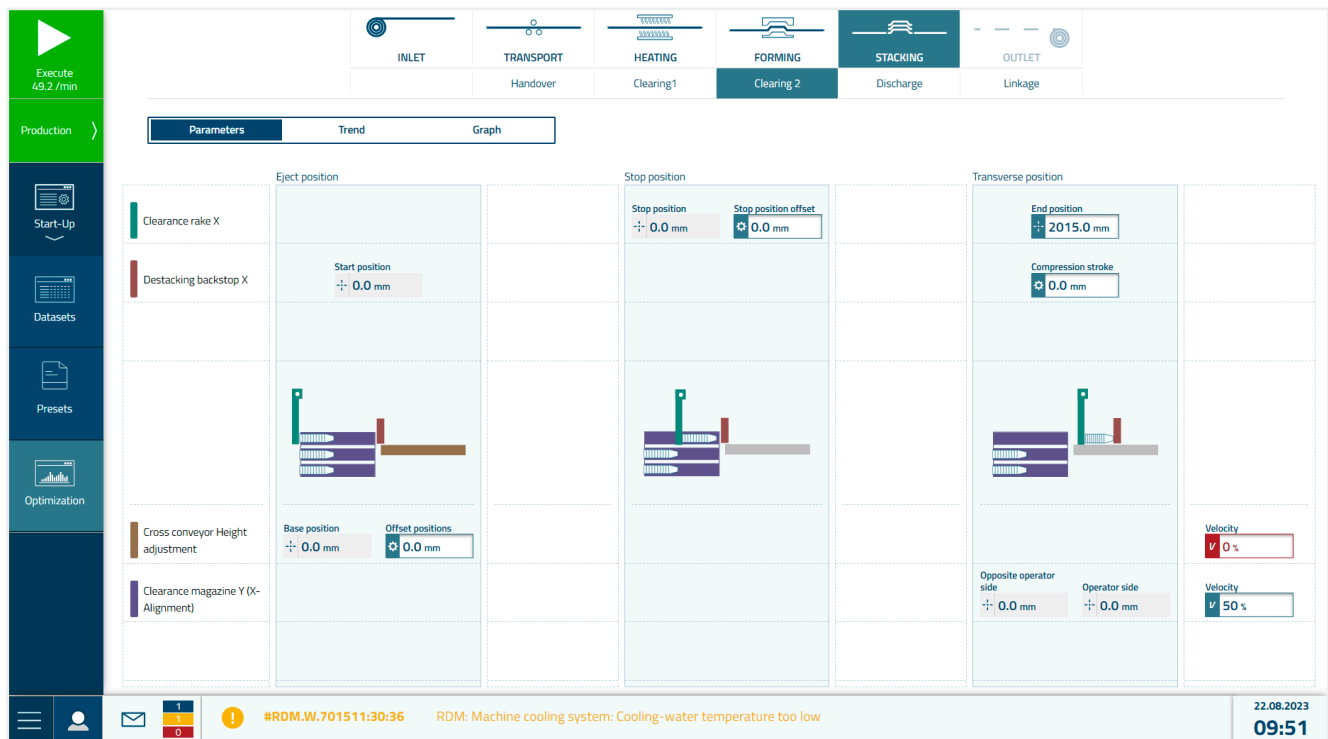 Execute
49.2 /min
Production
Start-Up
Datasets
Presets
Optimization
INLET
TRANSPORT
HEATING
FORMING
STACKING
OUTLET
Handover
Clearing1
Clearing 2
Discharge
Linkage
Parameters
Trend
Graph
Eject position
Stop position
Transverse position
Clearance rake X
Stop position
0.0 mm
Stop position offset
0.0 mm
End position
2015.0 mm
Destacking backstop X
Start position
0.0 mm
Compression stroke
0.0 mm
Cross conveyor Height
adjustment
Base position
0.0 mm
Offset positions
0.0 mm
Velocity
V 0 %
Clearance magazine Y (X-
Alignment)
Opposite operator
side
0.0 mm
Operator side
0.0 mm
Velocity
V 50 %
1
1
0
#RDM.W.701511:30:36
RDM: Machine cooling system: Cooling-water temperature too low
22.08.2023
09:51